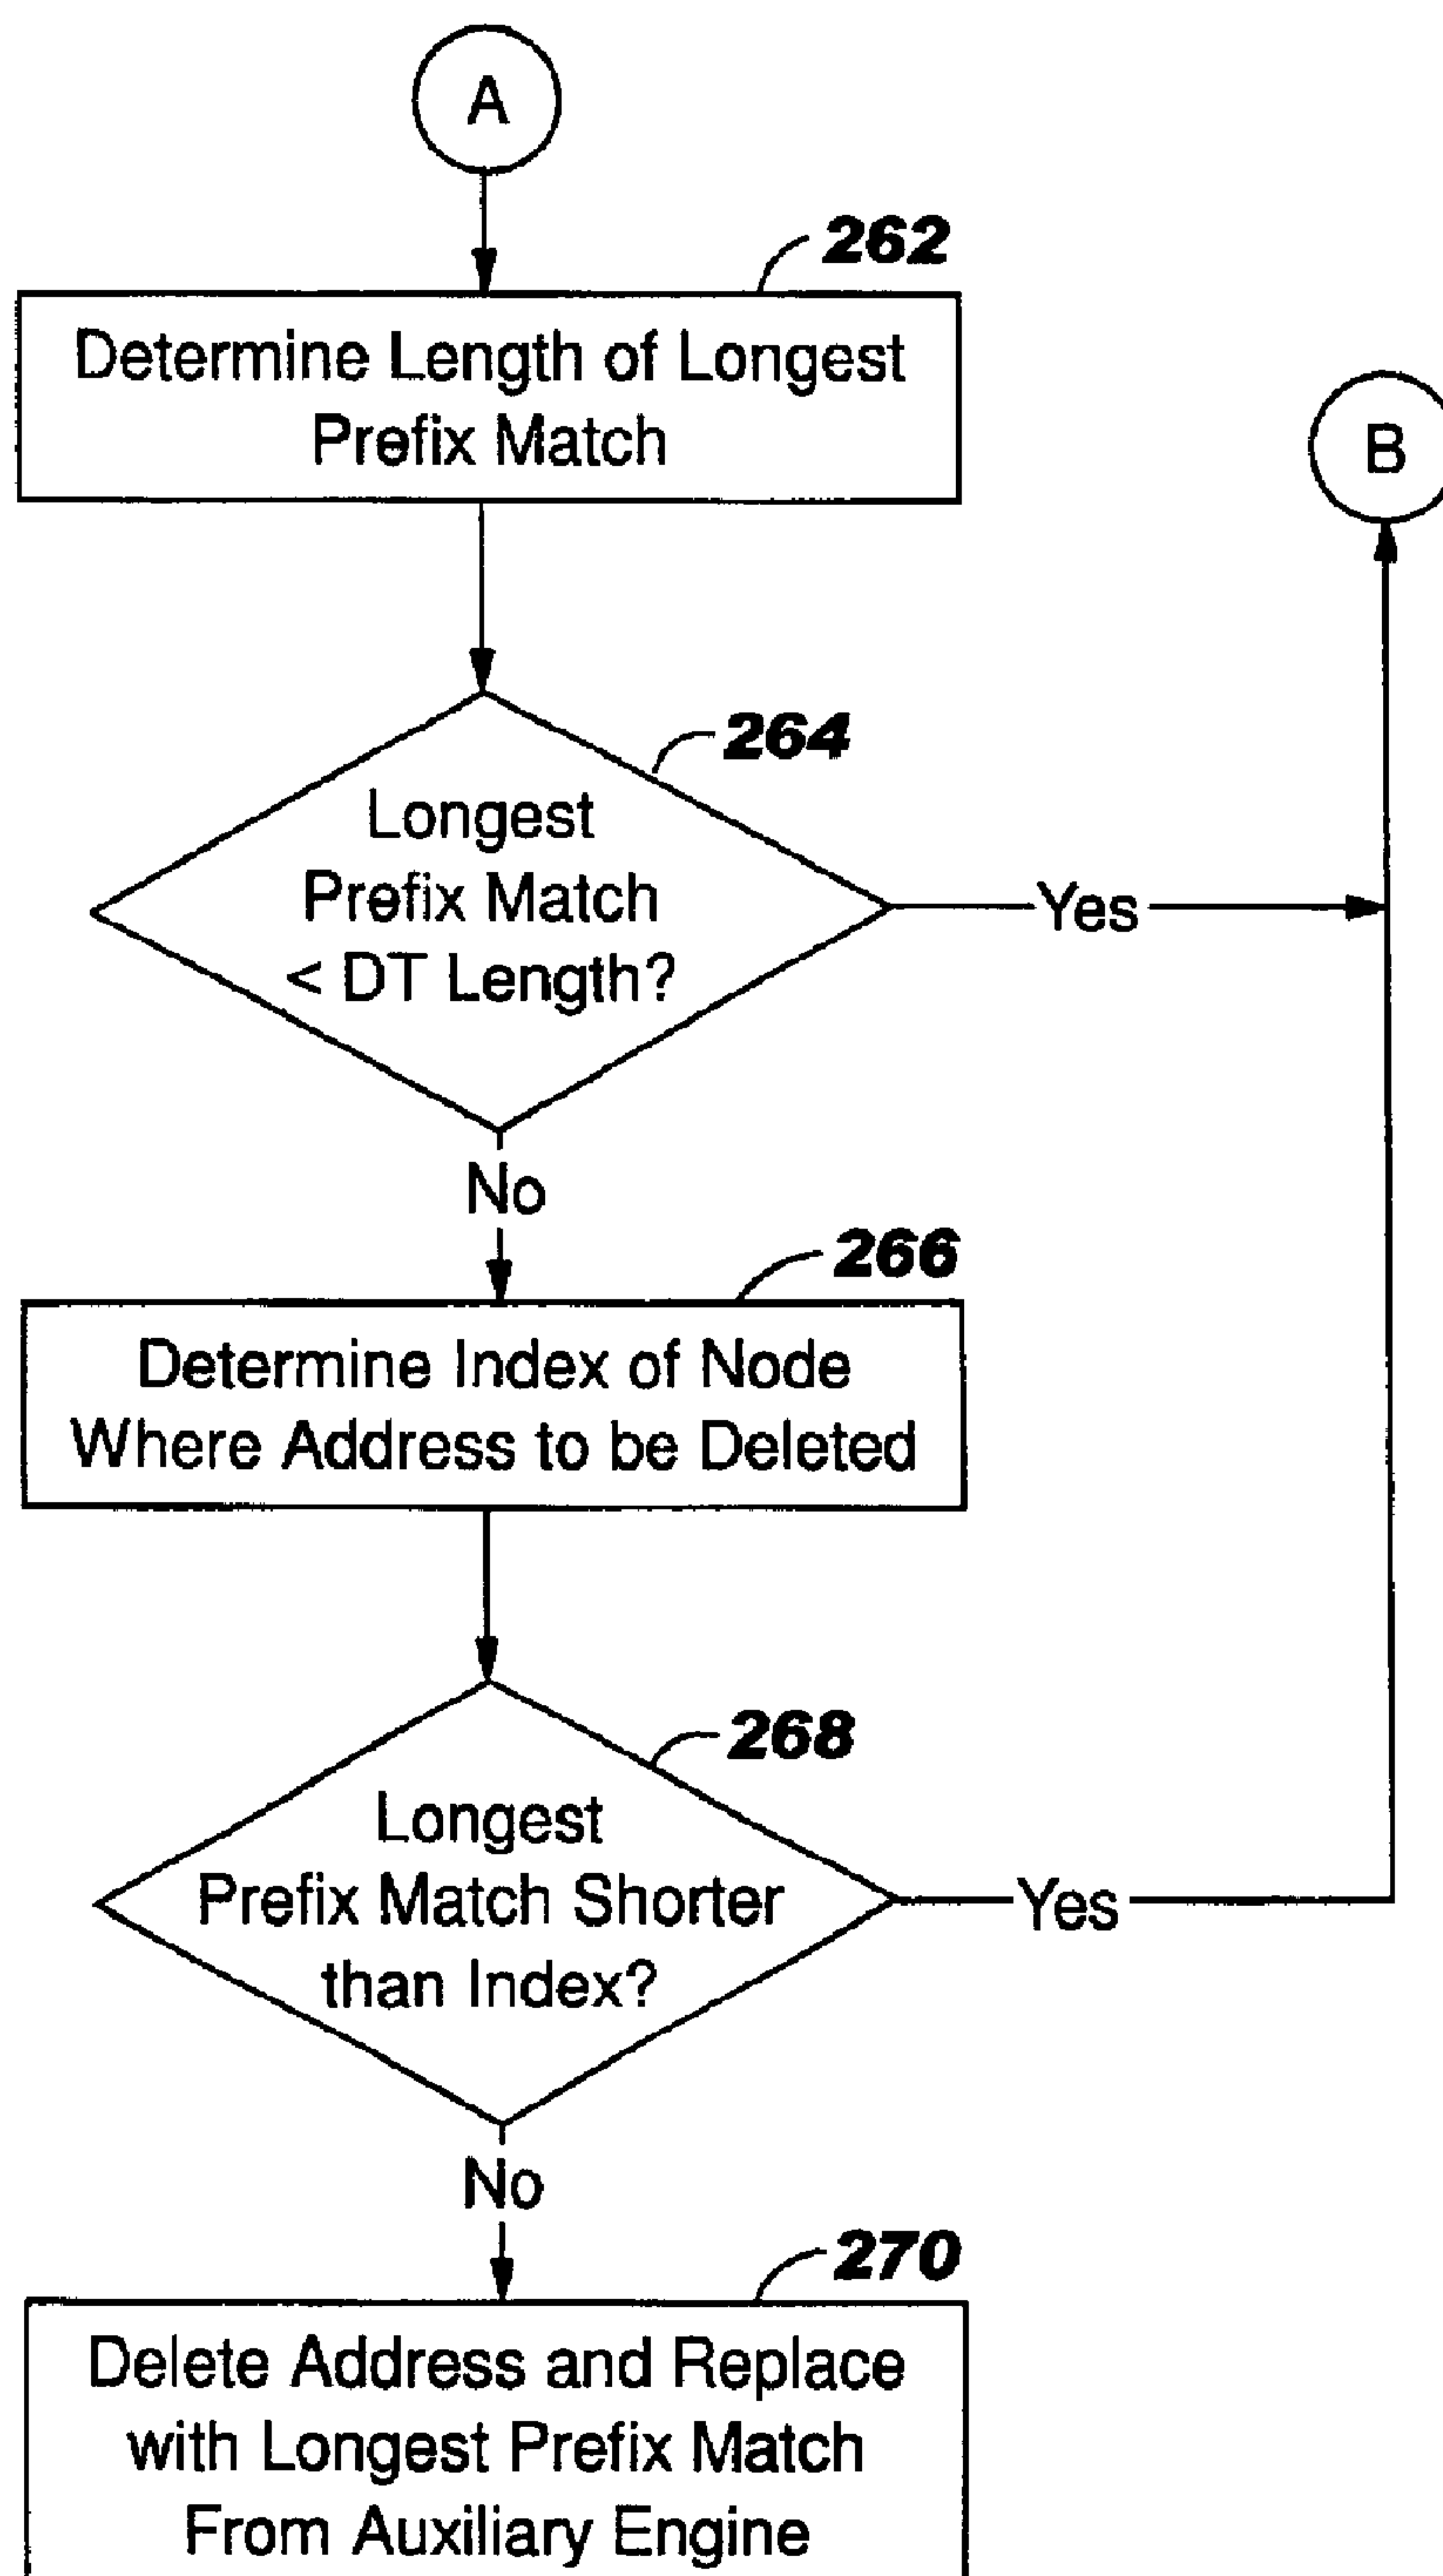 A
262
Determine Length of Longest
Prefix Match
B
264
Longest
Prefix Match
< DT Length?
Yes
No
266
Determine Index of Node
Where Address to be Deleted
268
Longest
Prefix Match Shorter
than Index?
Yes
No
270
Delete Address and Replace
with Longest Prefix Match
From Auxiliary Engine